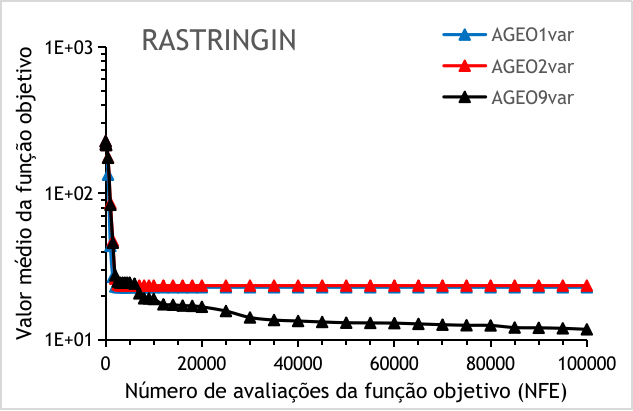 RASTRINGIN
AGEO1var
AGEO2var
AGEO9var
Valor médio da função objetivo
1E+03
1E+02
1E+01
0 20000 40000 60000 80000 100000
Número de avaliações da função objetivo (NFE)